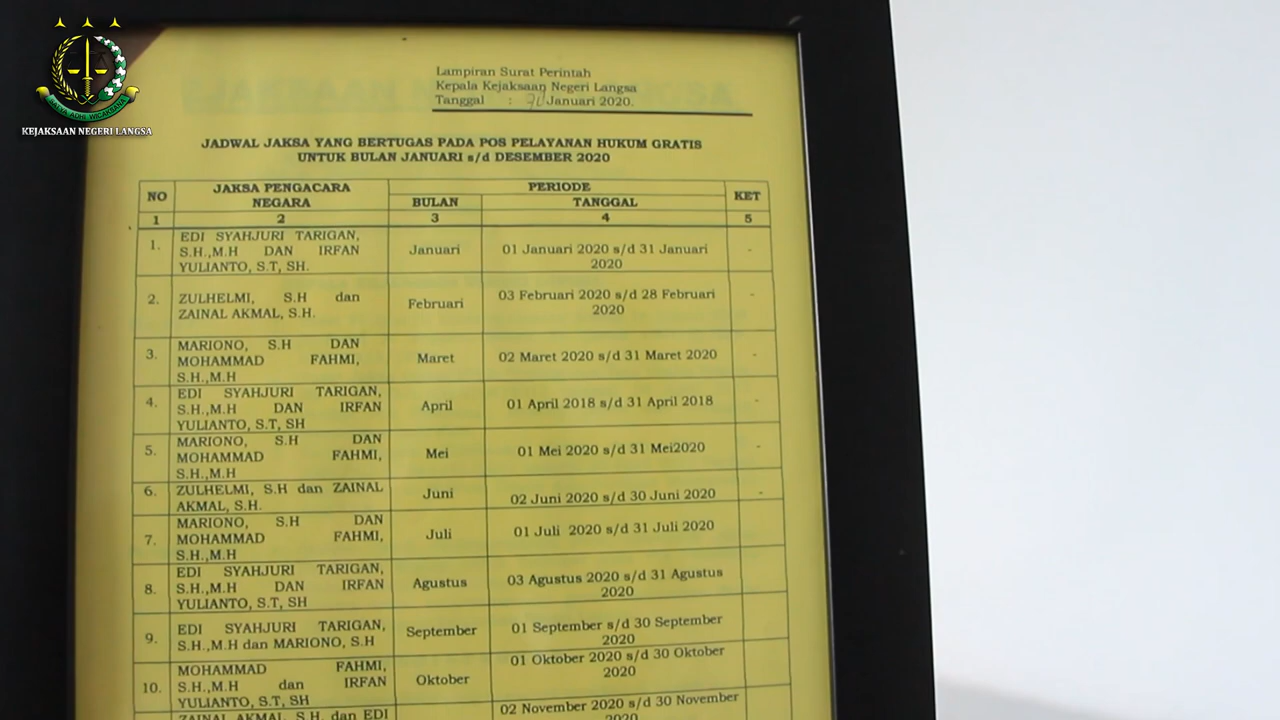 SATYA ADHI WICAKSANA
KEJAKSAAN NEGERI LANGSA
Lampiran Surat Perintah
Kepala Kejaksaan Negeri Langsa
Tanggal : Januari 2020.
JADWAL JAKSA YANG BERTUGAS PADA POS PELAYANAN HUKUM GRATIS
UNTUK BULAN JANUARI s/d DESEMBER 2020
NO
JAKSA PENGACARA
NEGARA
PERIODE
BULAN
TANGGAL
KET
1 2 3 4 5
1.
EDI SYAHJURI TARIGAN,
S.H.,M.H DAN IRFAN
YULIANTO, S.T, SH.
Januari
01 Januari 2020 s/d 31 Januari
2020
-
2.
ZULHELMI, S.H dan
ZAINAL AKMAL, S.H.
Februari
03 Februari 2020 s/d 28 Februari
2020
-
3.
MARIONO, S.H DAN
MOHAMMAD FAHMI,
S.H.,M.H
Maret
02 Maret 2020 s/d 31 Maret 2020
-
4.
EDI SYAHJURI TARIGAN,
S.H.,M.H DAN IRFAN
YULIANTO, S.T, SH
April
01 April 2018 s/d 31 April 2018
-
5.
MARIONO, S.H DAN
MOHAMMAD FAHMI,
S.H.,M.H
Mei
01 Mei 2020 s/d 31 Mei2020
-
6.
ZULHELMI, S.H dan ZAINAL
AKMAL, S.H.
Juni
02 Juni 2020 s/d 30 Juni 2020
-
7.
MARIONO, S.H DAN
MOHAMMAD FAHMI,
S.H.,M.H
Juli
01 Juli 2020 s/d 31 Juli 2020
8.
EDI SYAHJURI TARIGAN,
S.H.,M.H DAN IRFAN
YULIANTO, S.T, SH
Agustus
03 Agustus 2020 s/d 31 Agustus
2020
9.
EDI SYAHJURI TARIGAN,
S.H.,M.H dan MARIONO, S.H
September
01 September s/d 30 September
2020
10.
MOHAMMAD FAHMI,
S.H.,M.H dan IRFAN
YULIANTO, S.T, SH
Oktober
01 Oktober 2020 s/d 30 Oktober
2020
ZAINAL AKMAL, S.H. dan EDI
02 November 2020 s/d 30 November
2020